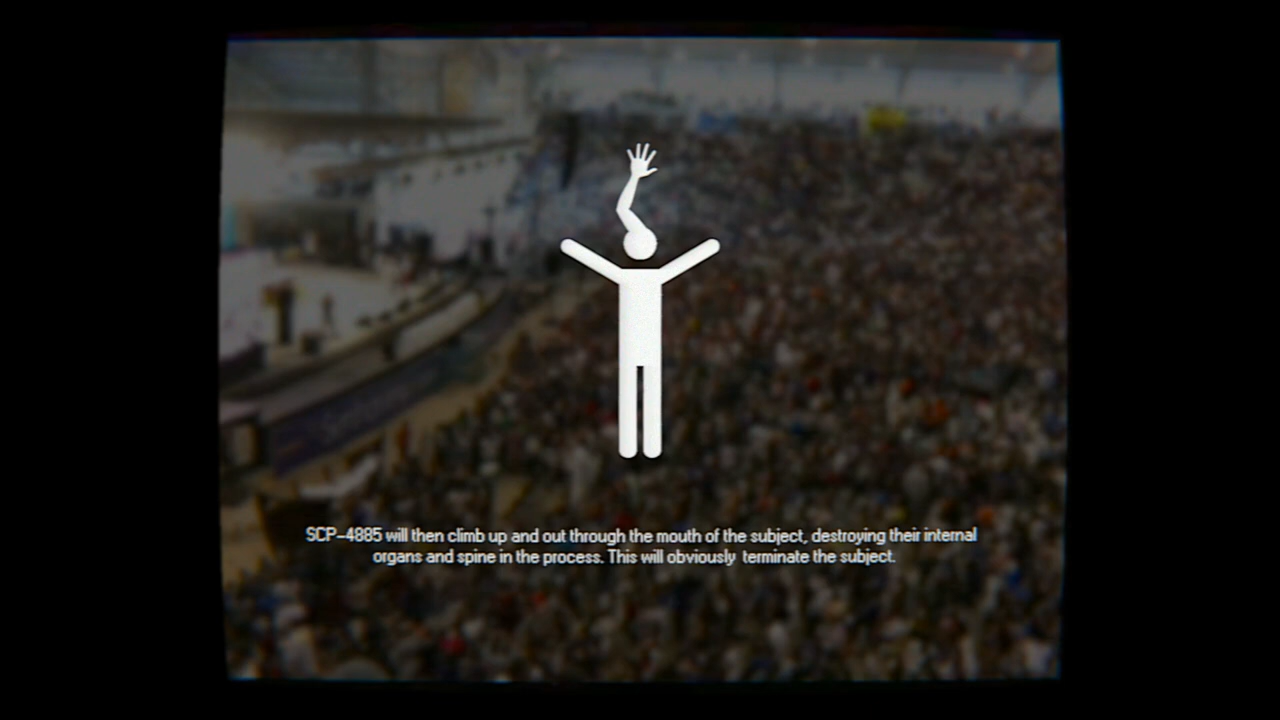 SCP-4885 will then climb up and out through the mouth of the subject, destroying their internal
organs and spine in the process. This will obviously terminate the subject.